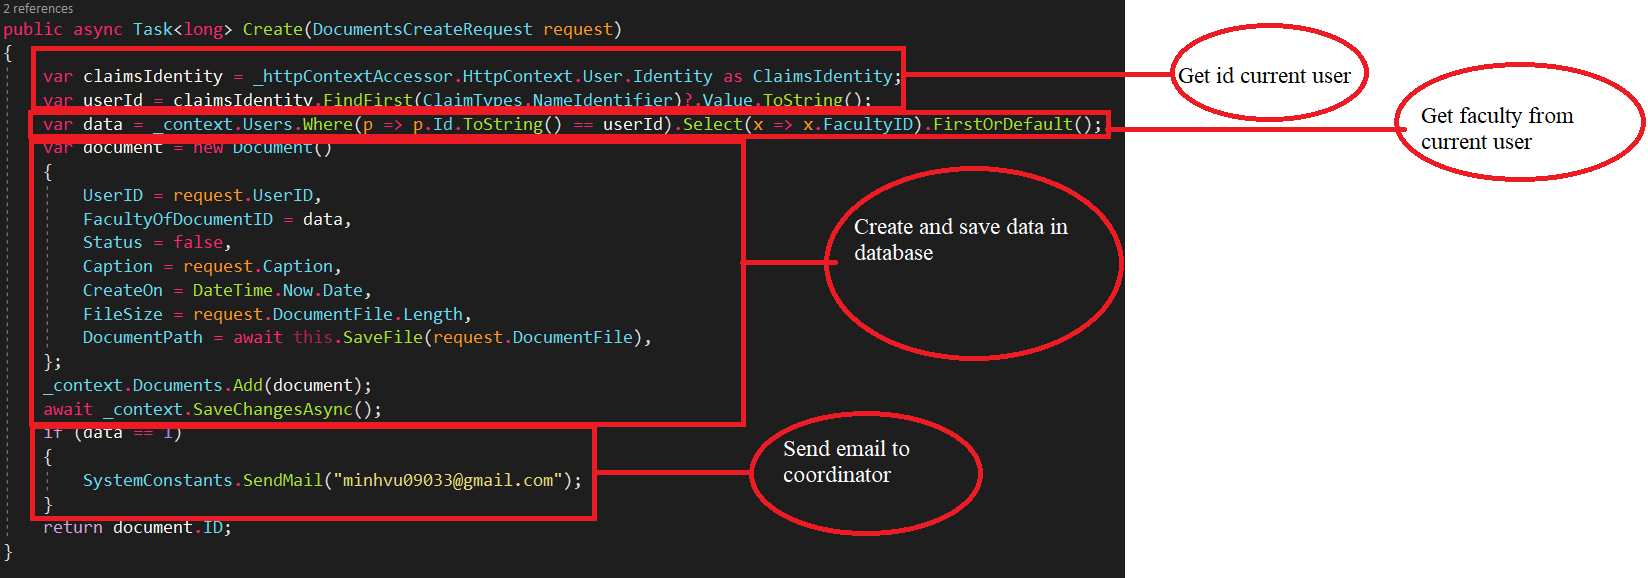 2 references
public async Task<long> Create(DocumentsCreateRequest request)
{
var claimsIdentity = _httpContextAccessor.HttpContext.User.Identity as ClaimsIdentity;
var userId = claimsIdentity.FindFirst(ClaimTypes.NameIdentifier)?.Value.ToString();
var data = _context.Users.Where(p => p.Id.ToString() == userId).Select(x => x.FacultyID).FirstOrDefault();
var document = new Document()
{
UserID = request.UserID,
FacultyOfDocumentID = data,
Status = false,
Caption = request.Caption,
CreateOn = DateTime.Now.Date,
FileSize = request.DocumentFile.Length,
DocumentPath = await this.SaveFile(request.DocumentFile),
};
_context.Documents.Add(document);
await _context.SaveChangesAsync();
if (data == 1)
{
SystemConstants.SendMail("minhvu09033@gmail.com");
}
return document.ID;
}
Get id current user
Get faculty from
current user
Create and save data in
database
Send email to
coordinator